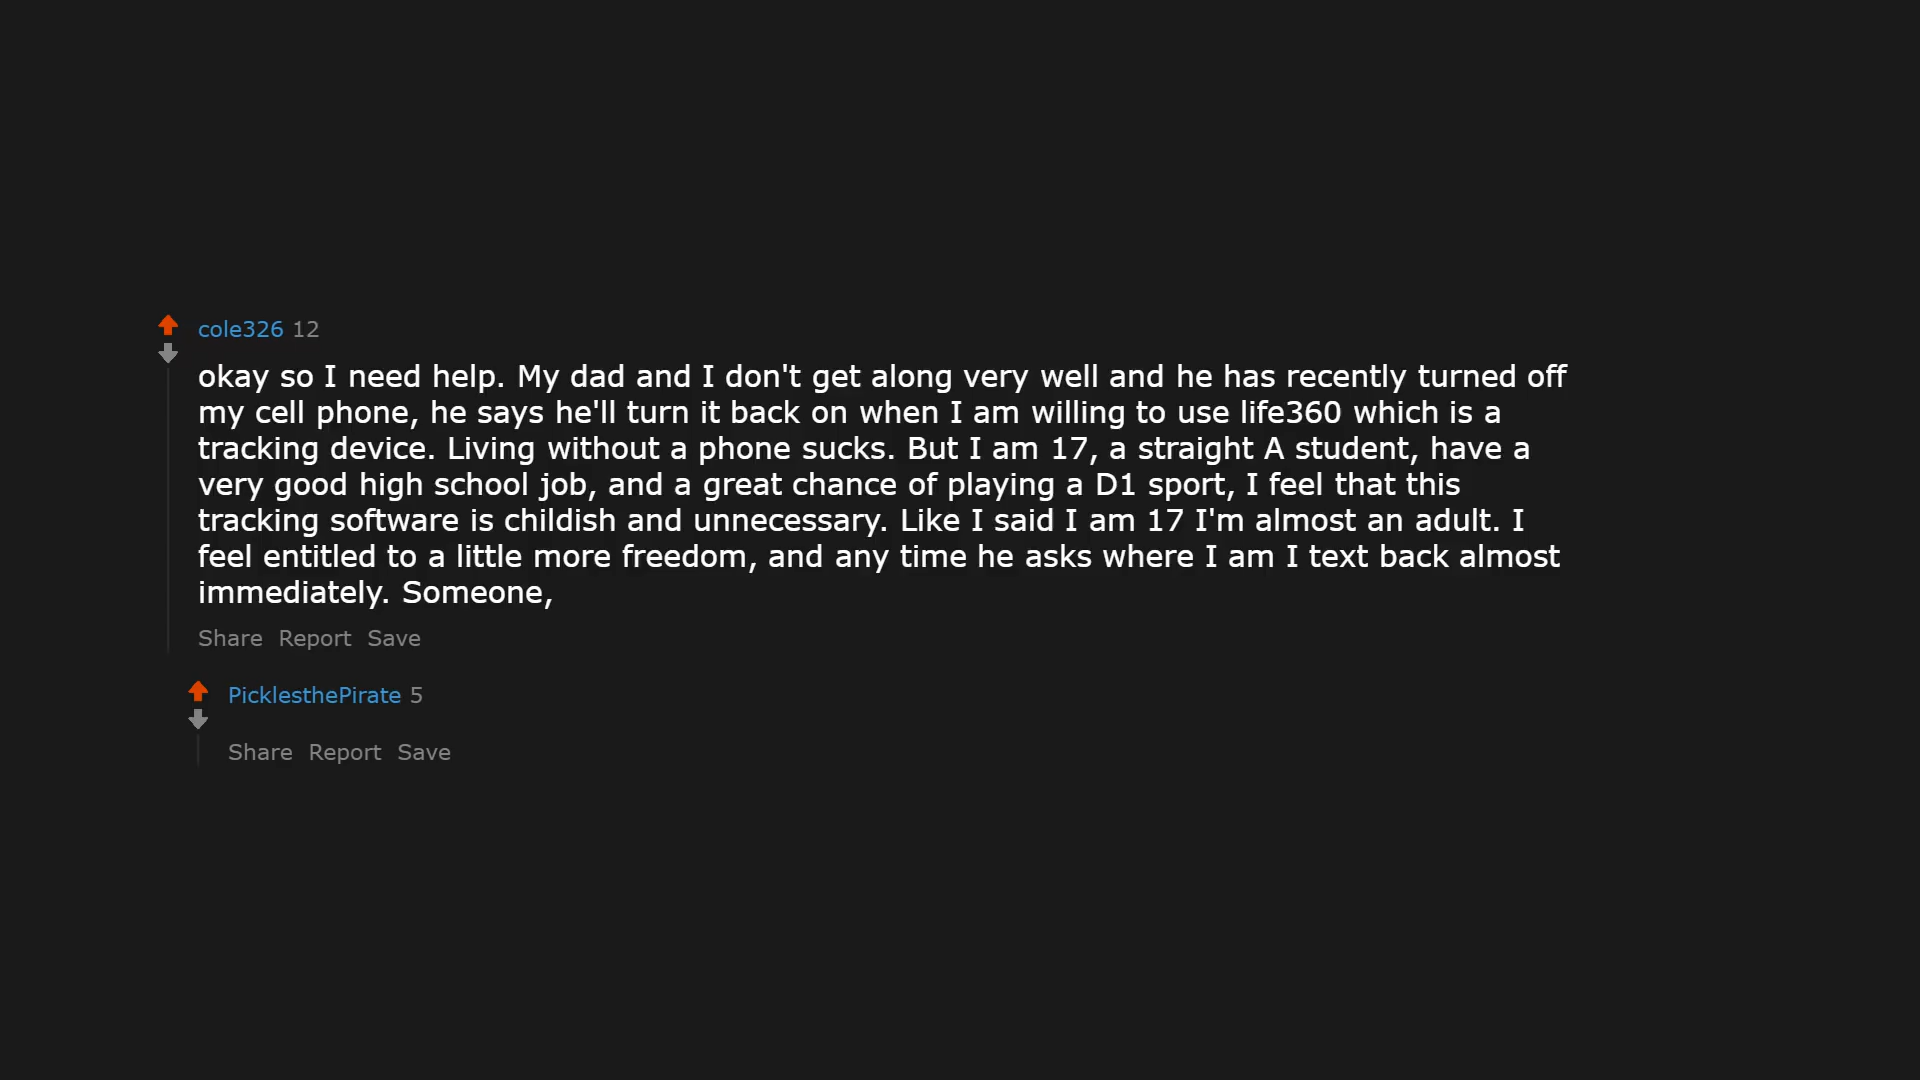 cole326 12
okay so I need help. My dad and I don't get along very well and he has recently turned off
my cell phone, he says he'll turn it back on when I am willing to use life360 which is a
tracking device. Living without a phone sucks. But I am 17, a straight A student, have a
very good high school job, and a great chance of playing a D1 sport, I feel that this
tracking software is childish and unnecessary. Like I said I am 17 I'm almost an adult. I
feel entitled to a little more freedom, and any time he asks where I am I text back almost
immediately. Someone,
Share Report Save
PicklesthePirate 5
Share Report Save